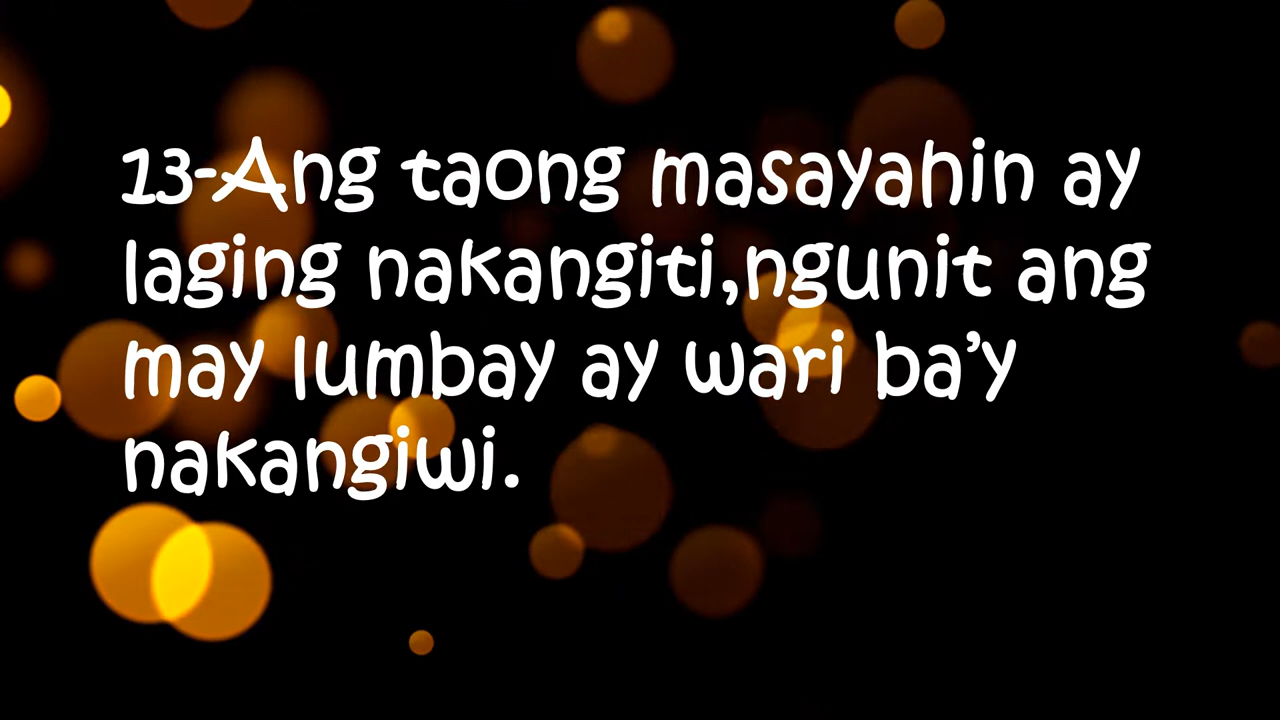 13-Ang taong masayahin ay
laging nakangiti,ngunit ang
may lumbay ay wari ba’y
nakangiwi.